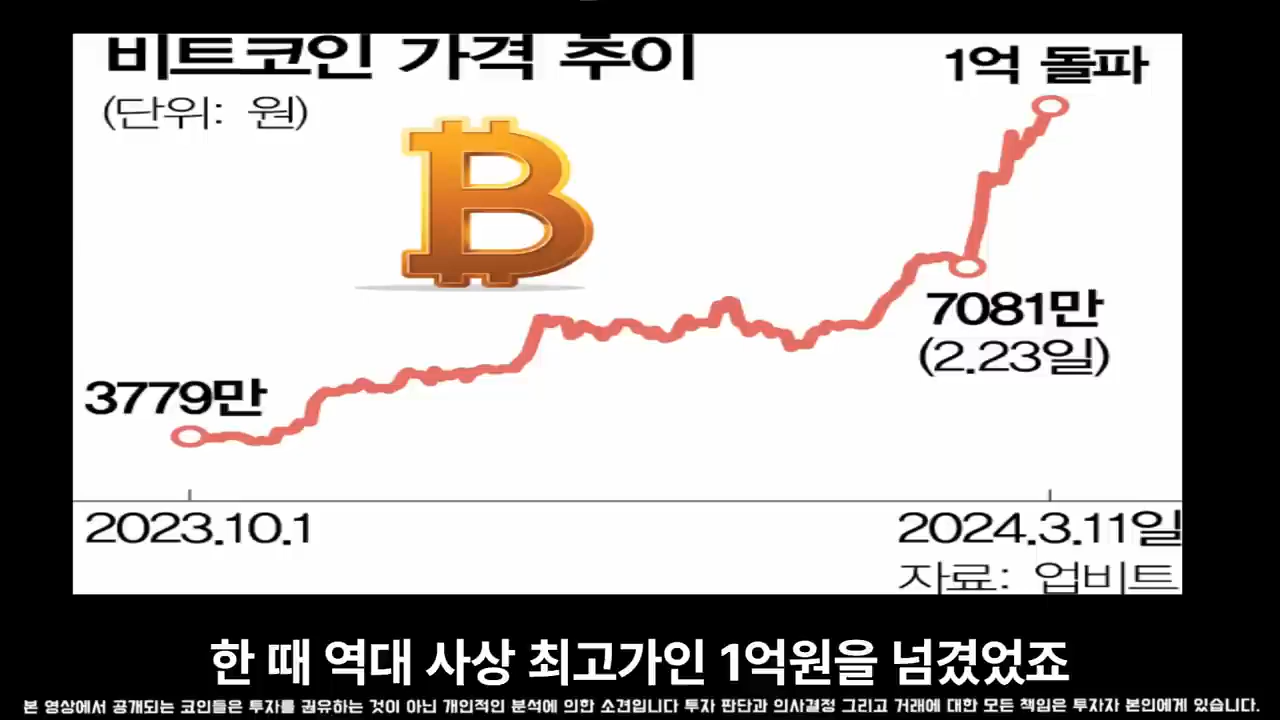 비트코인 가격 추이
1억 돌파
(단위: 원)
7081만
(2.23일)
3779만
2023.10.1
2024.3.11일
자료: 업비트
한 때 역대 사상 최고가인 1억원을 넘겼었죠
본 영상에서 공개되는 코인들은 투자를 권유하는 것이 아닌 개인적인 분석에 의한 소견입니다 투자 판단과 의사결정 그리고 거래에 대한 모든 책임은 투자자 본인에게 있습니다.